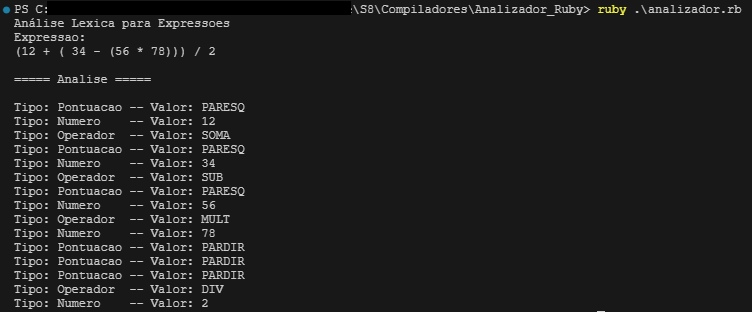 PS C:\S8\Compiladores\Analizador_Ruby> ruby .\analizador.rb
Análise Lexica para Expressoes
Expressao:
(12 + ( 34 - (56 * 78))) / 2
===== Analise =====
Tipo: Pontuacao -- Valor: PARESQ
Tipo: Numero    -- Valor: 12
Tipo: Operador  -- Valor: SOMA
Tipo: Pontuacao -- Valor: PARESQ
Tipo: Numero    -- Valor: 34
Tipo: Operador  -- Valor: SUB
Tipo: Pontuacao -- Valor: PARESQ
Tipo: Numero    -- Valor: 56
Tipo: Operador  -- Valor: MULT
Tipo: Numero    -- Valor: 78
Tipo: Pontuacao -- Valor: PARDIR
Tipo: Pontuacao -- Valor: PARDIR
Tipo: Pontuacao -- Valor: PARDIR
Tipo: Operador  -- Valor: DIV
Tipo: Numero    -- Valor: 2